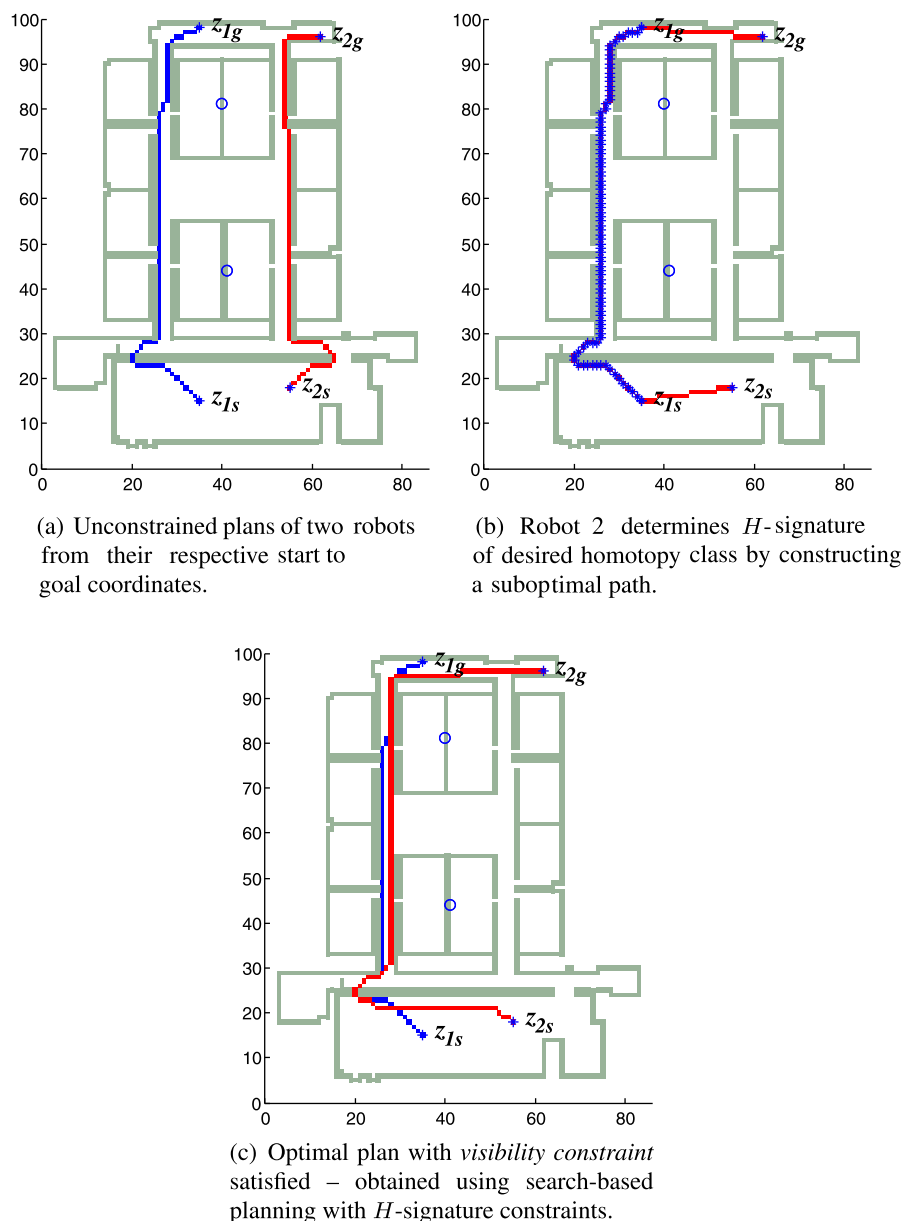 100
90
80
70
60
50
40
30
20
10
0
0 20 40 60 80
z1g
z2g
z1s
z2s
(a) Unconstrained plans of two robots
from their respective start to
goal coordinates.
100
90
80
70
60
50
40
30
20
10
0
0 20 40 60 80
z1g
z2g
z1s
z2s
(b) Robot 2 determines H-signature
of desired homotopy class by constructing
a suboptimal path.
100
90
80
70
60
50
40
30
20
10
0
0 20 40 60 80
z1g
z2g
z1s
z2s
(c) Optimal plan with visibility constraint
satisfied – obtained using search-based
planning with H-signature constraints.